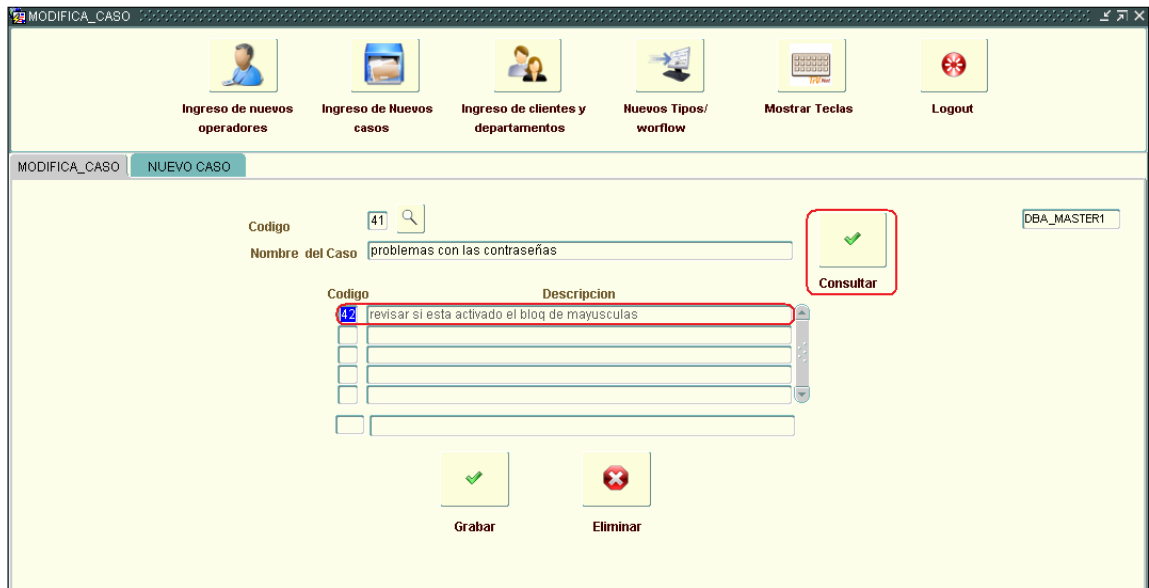 MODIFICA_CASO
Ingreso de nuevos operadores
Ingreso de Nuevos casos
Ingreso de clientes y departamentos
Nuevos Tipos/ worflow
Mostrar Teclas
Logout
MODIFICA_CASO
NUEVO CASO
Codigo 41
DBA_MASTER1
Nombre del Caso problemas con las contraseñas
Consultar
Codigo Descripcion
42 revisar si esta activado el bloq de mayusculas
Grabar
Eliminar